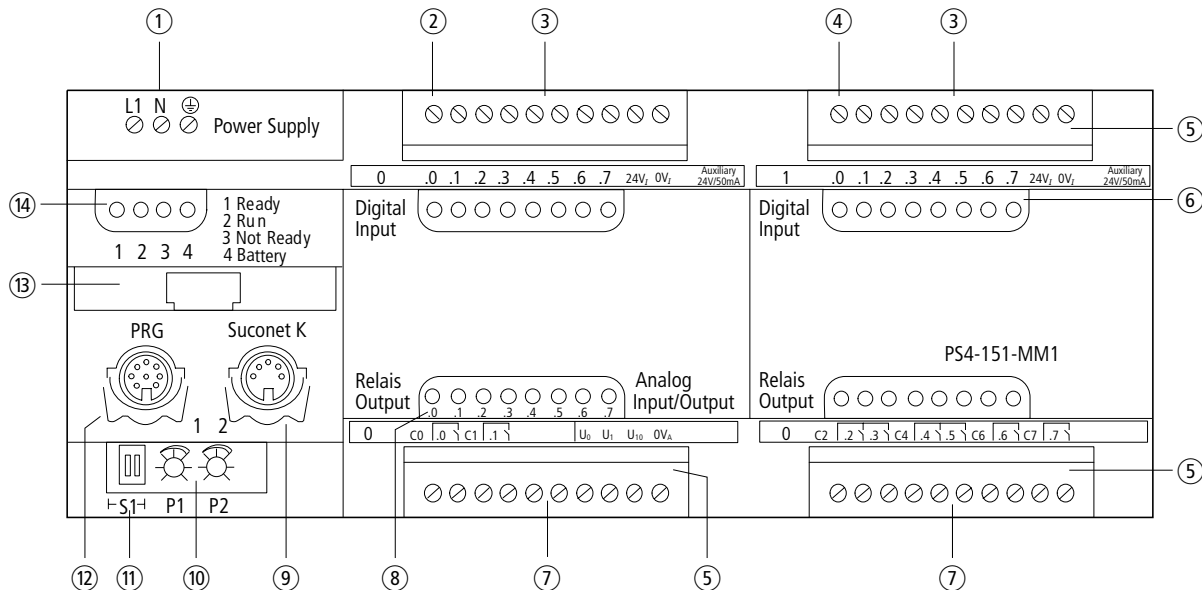 1 2 3 4 3
L1 N
Power Supply
5
0 .0 .1 .2 .3 .4 .5 .6 .7 24VI 0VI Auxiliary 24V/50mA
1 .0 .1 .2 .3 .4 .5 .6 .7 24VI 0VI Auxiliary 24V/50mA
14
1 Ready
2 Run
3 Not Ready
4 Battery
1 2 3 4
Digital
Input
Digital
Input
6
13
PRG Suconet K
PS4-151-MM1
Relais
Output
Analog
Input/Output
Relais
Output
.0 .1 .2 .3 .4 .5 .6 .7
1 2
0 C0 .0 C1 .1 U0 U1 U10 0VA
0 C2 .2 .3 C4 .4 .5 C6 .6 C7 .7
5
S1 P1 P2
12 11 10 9 8 7 5 7